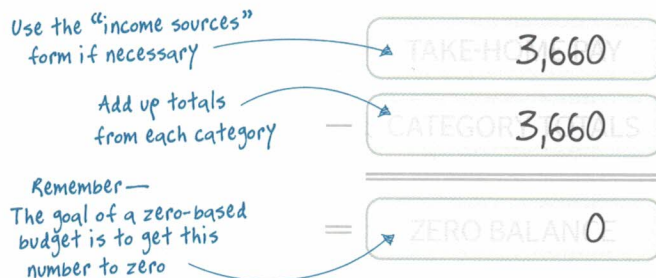 Use the “income sources”
form if necessary
TAKE-HOME PAY
3,660
Add up totals
from each category
−
CATEGORY TOTALS
3,660
Remember—
The goal of a zero-based
budget is to get this
number to zero
=
ZERO BALANCE
0